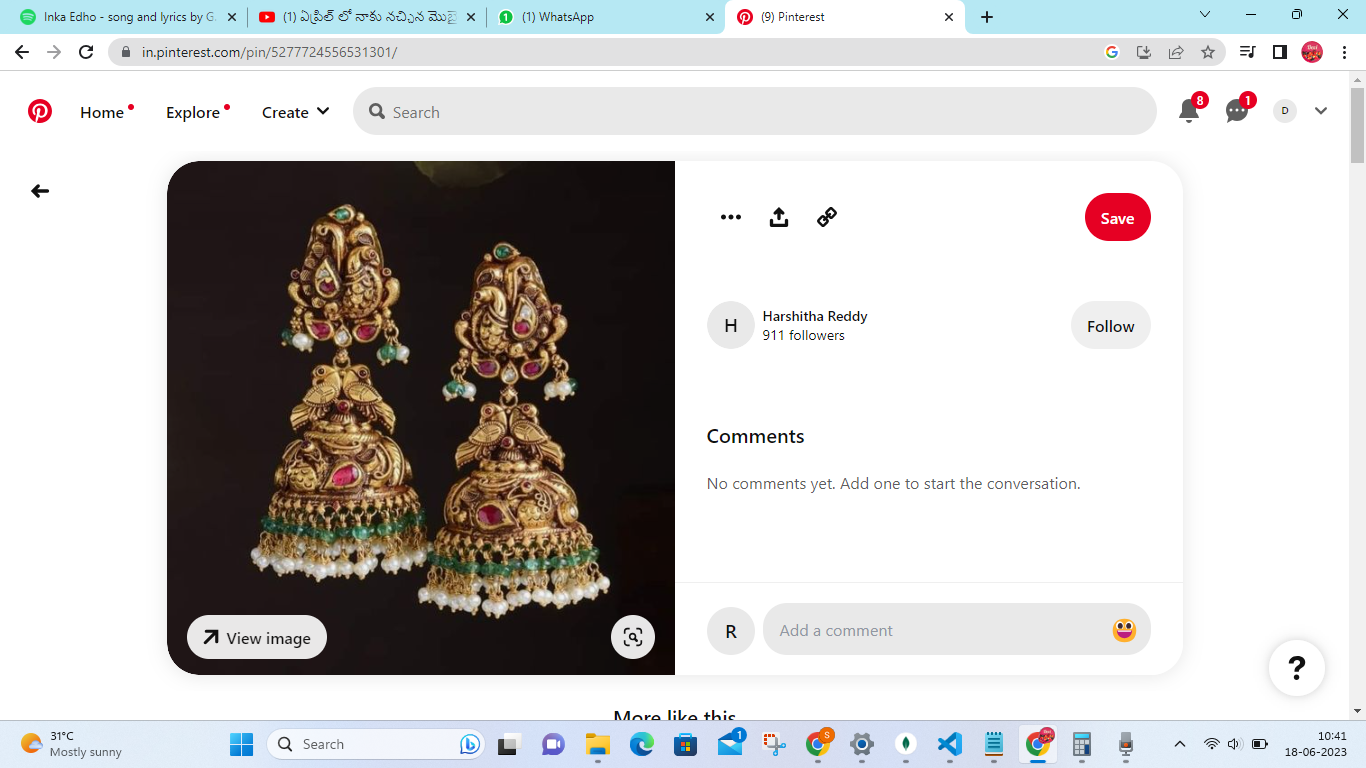 Inka Edho - song and lyrics by G
(1) ఏప్రిల్ లో నాకు నచ్చిన
(1) WhatsApp
(9) Pinterest
in.pinterest.com/pin/5277724556531301/
Home
Explore
Create
Search
8
1
D
Save
H
Harshitha Reddy
911 followers
Follow
Comments
No comments yet. Add one to start the conversation.
View image
R
Add a comment
?
More like this
31°C
Mostly sunny
Search
1
S
10:41
18-06-2023